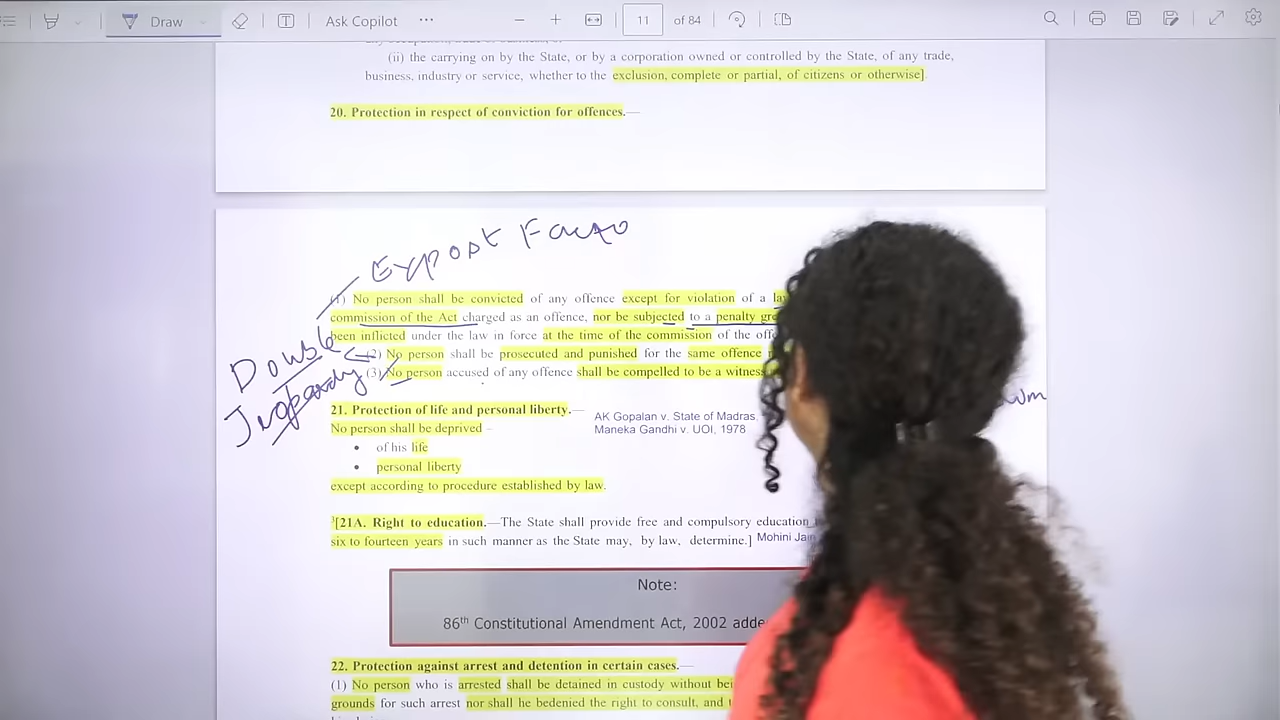 Draw
Ask Copilot
11 of 84
(ii) the carrying on by the State, or by a corporation owned or controlled by the State, of any trade,
business, industry or service, whether to the exclusion, complete or partial, of citizens or otherwise].
20. Protection in respect of conviction for offences.—
Expost Facto
(1) No person shall be convicted of any offence except for violation of a
commission of the Act charged as an offence, nor be subjected to a penalty
been inflicted under the law in force at the time of the commission of the
Double
(2) No person shall be prosecuted and punished for the same offence
Jeopardy
(3) No person accused of any offence shall be compelled to be a witness
21. Protection of life and personal liberty.—
AK Gopalan v. State of Madras,
No person shall be deprived –
Maneka Gandhi v. UOI, 1978
• of his life
• personal liberty
except according to procedure established by law.
³[21A. Right to education.—The State shall provide free and compulsory education
six to fourteen years in such manner as the State may, by law, determine.] Mohini Jain
Note:
86th Constitutional Amendment Act, 2002
22. Protection against arrest and detention in certain cases.—
(1) No person who is arrested shall be detained in custody without
grounds for such arrest nor shall he bedenied the right to consult, and